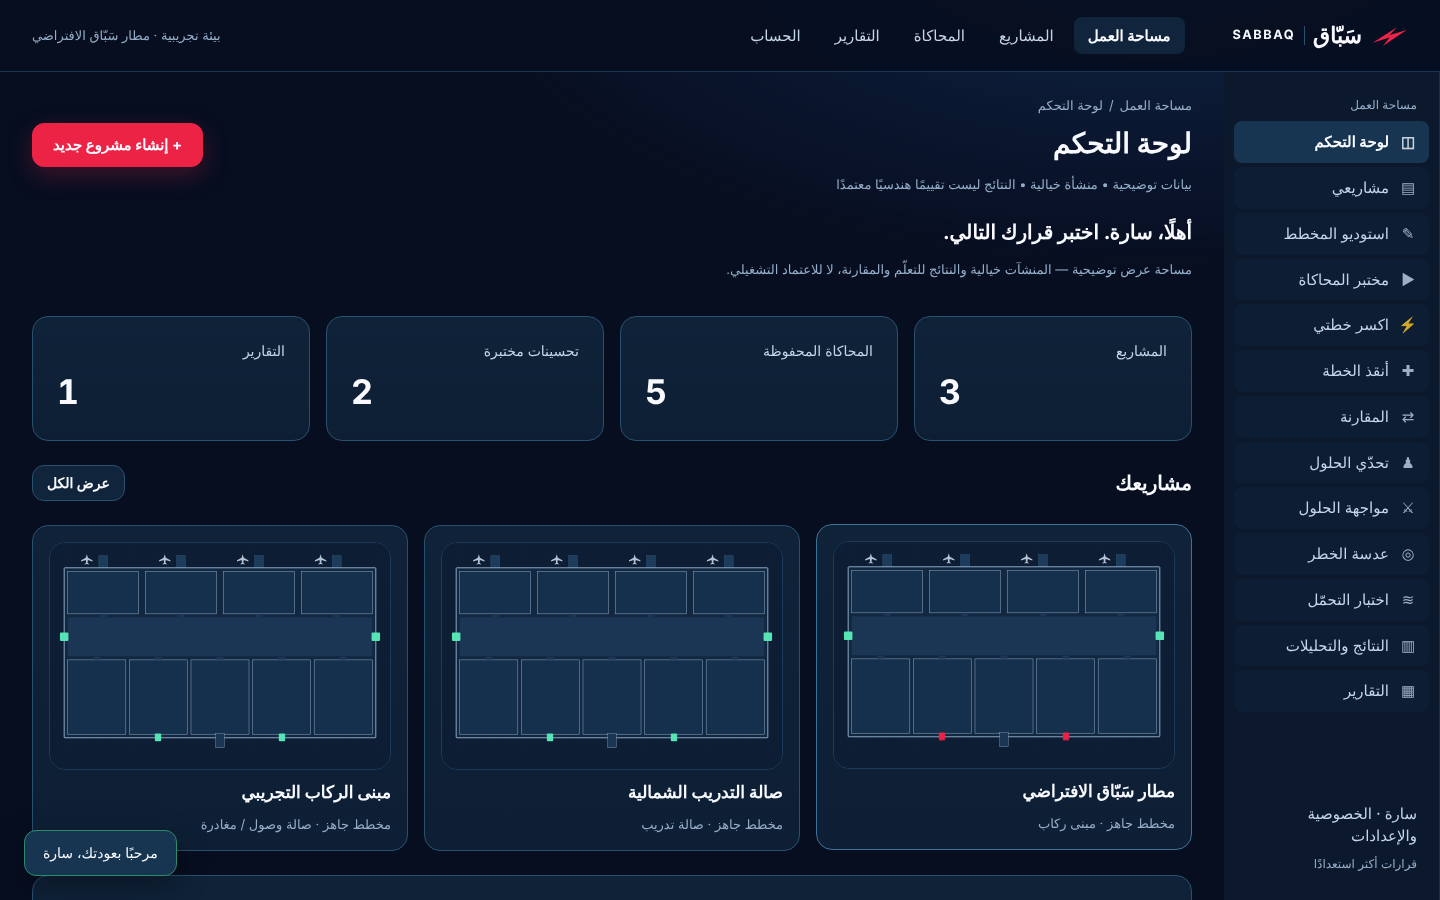 سَبّاق
SABBAQ
مساحة العمل
المشاريع
المحاكاة
التقارير
الحساب
بيئة تجريبية · مطار سَبّاق الافتراضي
مساحة العمل
لوحة التحكم
مشاريعي
استوديو المخطط
مختبر المحاكاة
اكسر خطتي
أنقذ الخطة
المقارنة
تحدّي الحلول
مواجهة الحلول
عدسة الخطر
اختبار التحمّل
النتائج والتحليلات
التقارير
سارة · الخصوصية
والإعدادات
قرارات أكثر استعدادًا
مساحة العمل / لوحة التحكم
لوحة التحكم
+ إنشاء مشروع جديد
بيانات توضيحية • منشأة خيالية • النتائج ليست تقييمًا هندسيًا معتمدًا
أهلًا، سارة. اختبر قرارك التالي.
مساحة عرض توضيحية — المنشآت خيالية والنتائج للتعلّم والمقارنة، لا للاعتماد التشغيلي.
المشاريع
3
المحاكاة المحفوظة
5
تحسينات مختبرة
2
التقارير
1
مشاريعك
عرض الكل
مطار سَبّاق الافتراضي
مخطط جاهز · مبنى ركاب
صالة التدريب الشمالية
مخطط جاهز · صالة تدريب
مبنى الركاب التجريبي
مخطط جاهز · صالة وصول / مغادرة
مرحبًا بعودتك، سارة